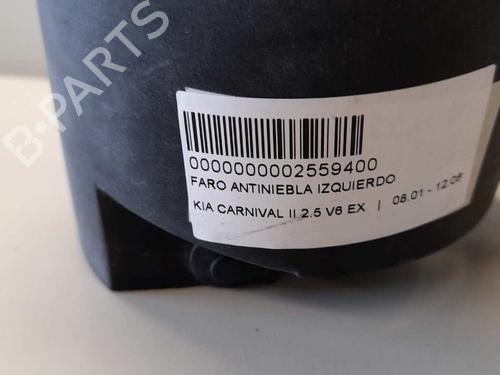 B-PARTS
0000000002559400
FARO ANTINIEBLA IZQUIERDO
KIA CARNIVAL II 2.5 V6 EX | 08.01 - 12.06